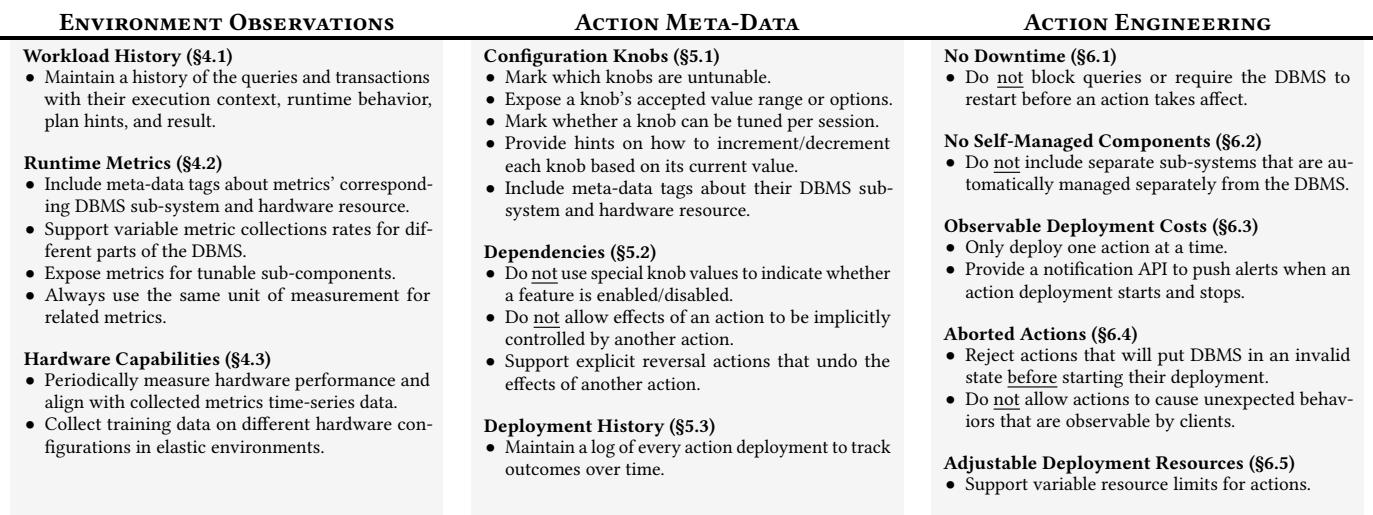 ENVIRONMENT OBSERVATIONS
Workload History (§4.1)
• Maintain a history of the queries and transactions
with their execution context, runtime behavior,
plan hints, and result.
Runtime Metrics (§4.2)
• Include meta-data tags about metrics’ correspond-
ing DBMS sub-system and hardware resource.
• Support variable metric collections rates for dif-
ferent parts of the DBMS.
• Expose metrics for tunable sub-components.
• Always use the same unit of measurement for
related metrics.
Hardware Capabilities (§4.3)
• Periodically measure hardware performance and
align with collected metrics time-series data.
• Collect training data on different hardware con-
figurations in elastic environments.
ACTION META-DATA
Configuration Knobs (§5.1)
• Mark which knobs are untunable.
• Expose a knob’s accepted value range or options.
• Mark whether a knob can be tuned per session.
• Provide hints on how to increment/decrement
each knob based on its current value.
• Include meta-data tags about their DBMS sub-
system and hardware resource.
Dependencies (§5.2)
• Do not use special knob values to indicate whether
a feature is enabled/disabled.
• Do not allow effects of an action to be implicitly
controlled by another action.
• Support explicit reversal actions that undo the
effects of another action.
Deployment History (§5.3)
• Maintain a log of every action deployment to track
outcomes over time.
ACTION ENGINEERING
No Downtime (§6.1)
• Do not block queries or require the DBMS to
restart before an action takes affect.
No Self-Managed Components (§6.2)
• Do not include separate sub-systems that are au-
tomatically managed separately from the DBMS.
Observable Deployment Costs (§6.3)
• Only deploy one action at a time.
• Provide a notification API to push alerts when an
action deployment starts and stops.
Aborted Actions (§6.4)
• Reject actions that will put DBMS in an invalid
state before starting their deployment.
• Do not allow actions to cause unexpected behav-
iors that are observable by clients.
Adjustable Deployment Resources (§6.5)
• Support variable resource limits for actions.